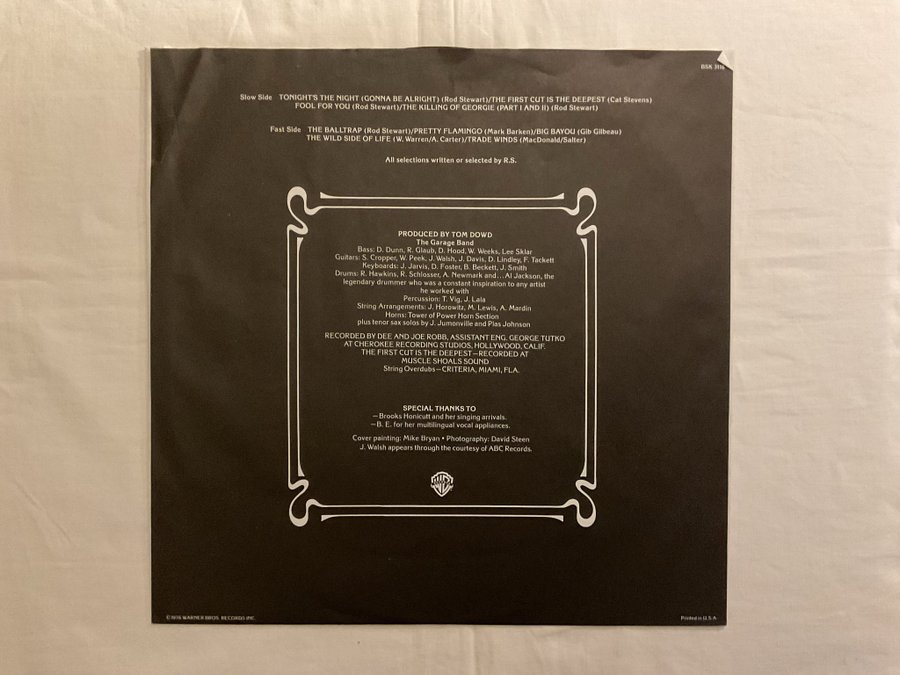 BSK 3116
Slow Side TONIGHT'S THE NIGHT (GONNA BE ALRIGHT) (Rod Stewart)/THE FIRST CUT IS THE DEEPEST (Cat Stevens)
FOOL FOR YOU (Rod Stewart)/THE KILLING OF GEORGIE (PART I AND II) (Rod Stewart)
Fast Side THE BALLTRAP (Rod Stewart)/PRETTY FLAMINGO (Mark Barken)/BIG BAYOU (Gib Gilbeau)
THE WILD SIDE OF LIFE (W. Warren/A. Carter)/TRADE WINDS (MacDonald/Salter)
All selections written or selected by R.S.
PRODUCED BY TOM DOWD
The Garage Band
Bass: D. Dunn, R. Glaub, D. Hood, W. Weeks, Lee Sklar
Guitars: S. Cropper, W. Peek, J. Walsh, J. Davis, D. Lindley, F. Tackett
Keyboards: J. Jarvis, D. Foster, B. Beckett, J. Smith
Drums: R. Hawkins, R. Schlosser, A. Newmark and...Al Jackson, the
legendary drummer who was a constant inspiration to any artist
he worked with
Percussion: T. Vig, J. Lala
String Arrangements: J. Horowitz, M. Lewis, A. Mardin
Horns: Tower of Power Horn Section
plus tenor sax solos by J. Jumonville and Plas Johnson
RECORDED BY DEE AND JOE ROBB, ASSISTANT ENG. GEORGE TUTKO
AT CHEROKEE RECORDING STUDIOS, HOLLYWOOD, CALIF.
THE FIRST CUT IS THE DEEPEST—RECORDED AT
MUSCLE SHOALS SOUND
String Overdubs—CRITERIA, MIAMI, FLA.
SPECIAL THANKS TO
—Brooks Honicutt and her singing arrivals.
—B. E. for her multilingual vocal appliances.
Cover painting: Mike Bryan • Photography: David Steen
J. Walsh appears through the courtesy of ABC Records.
WB
© 1976 WARNER BROS. RECORDS INC.
Printed in U.S.A.